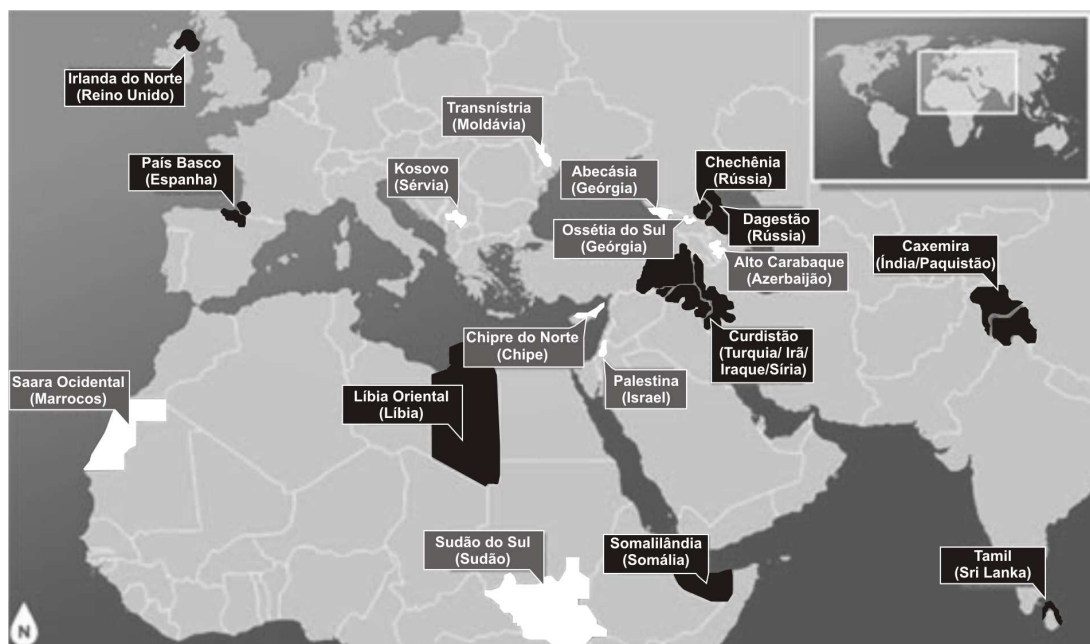 Irlanda do Norte
(Reino Unido)
Transnístria
(Moldávia)
País Basco
(Espanha)
Kosovo
(Sérvia)
Abecásia
(Geórgia)
Chechênia
(Rússia)
Ossétia do Sul
(Geórgia)
Dagestão
(Rússia)
Alto Carabaque
(Azerbaijão)
Caxemira
(Índia/Paquistão)
Chipre do Norte
(Chipe)
Curdistão
(Turquia/ Irã/
Iraque/Síria)
Palestina
(Israel)
Saara Ocidental
(Marrocos)
Líbia Oriental
(Líbia)
Sudão do Sul
(Sudão)
Somalilândia
(Somália)
Tamil
(Sri Lanka)
N